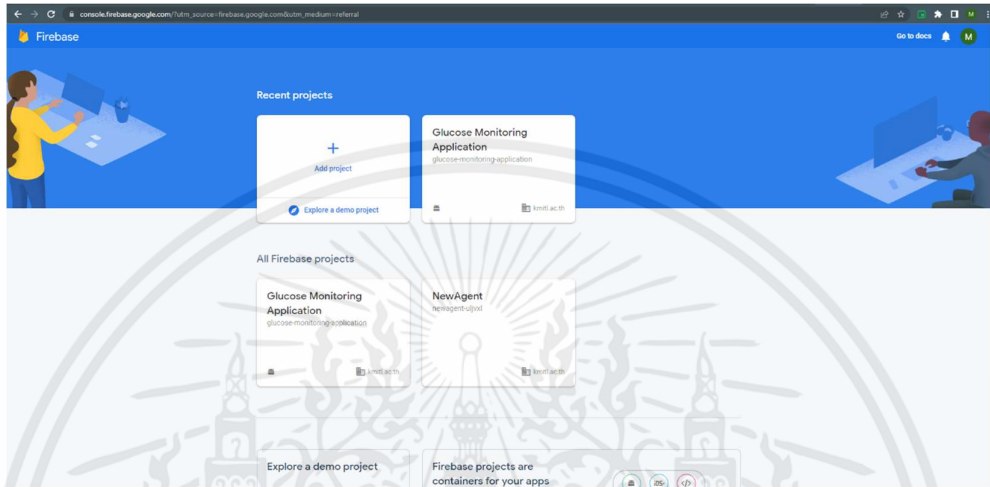 console.firebase.google.com/?utm_source=firebase.google.com&utm_medium=referral
Firebase
Go to docs
M
Recent projects
Add project
Explore a demo project
Glucose Monitoring
Application
glucose-monitoring-application
kmitl.ac.th
All Firebase projects
Glucose Monitoring
Application
glucose-monitoring-application
kmitl.ac.th
NewAgent
newagent-uljvxl
kmitl.ac.th
Explore a demo project
Firebase projects are
containers for your apps
iOS+
</>